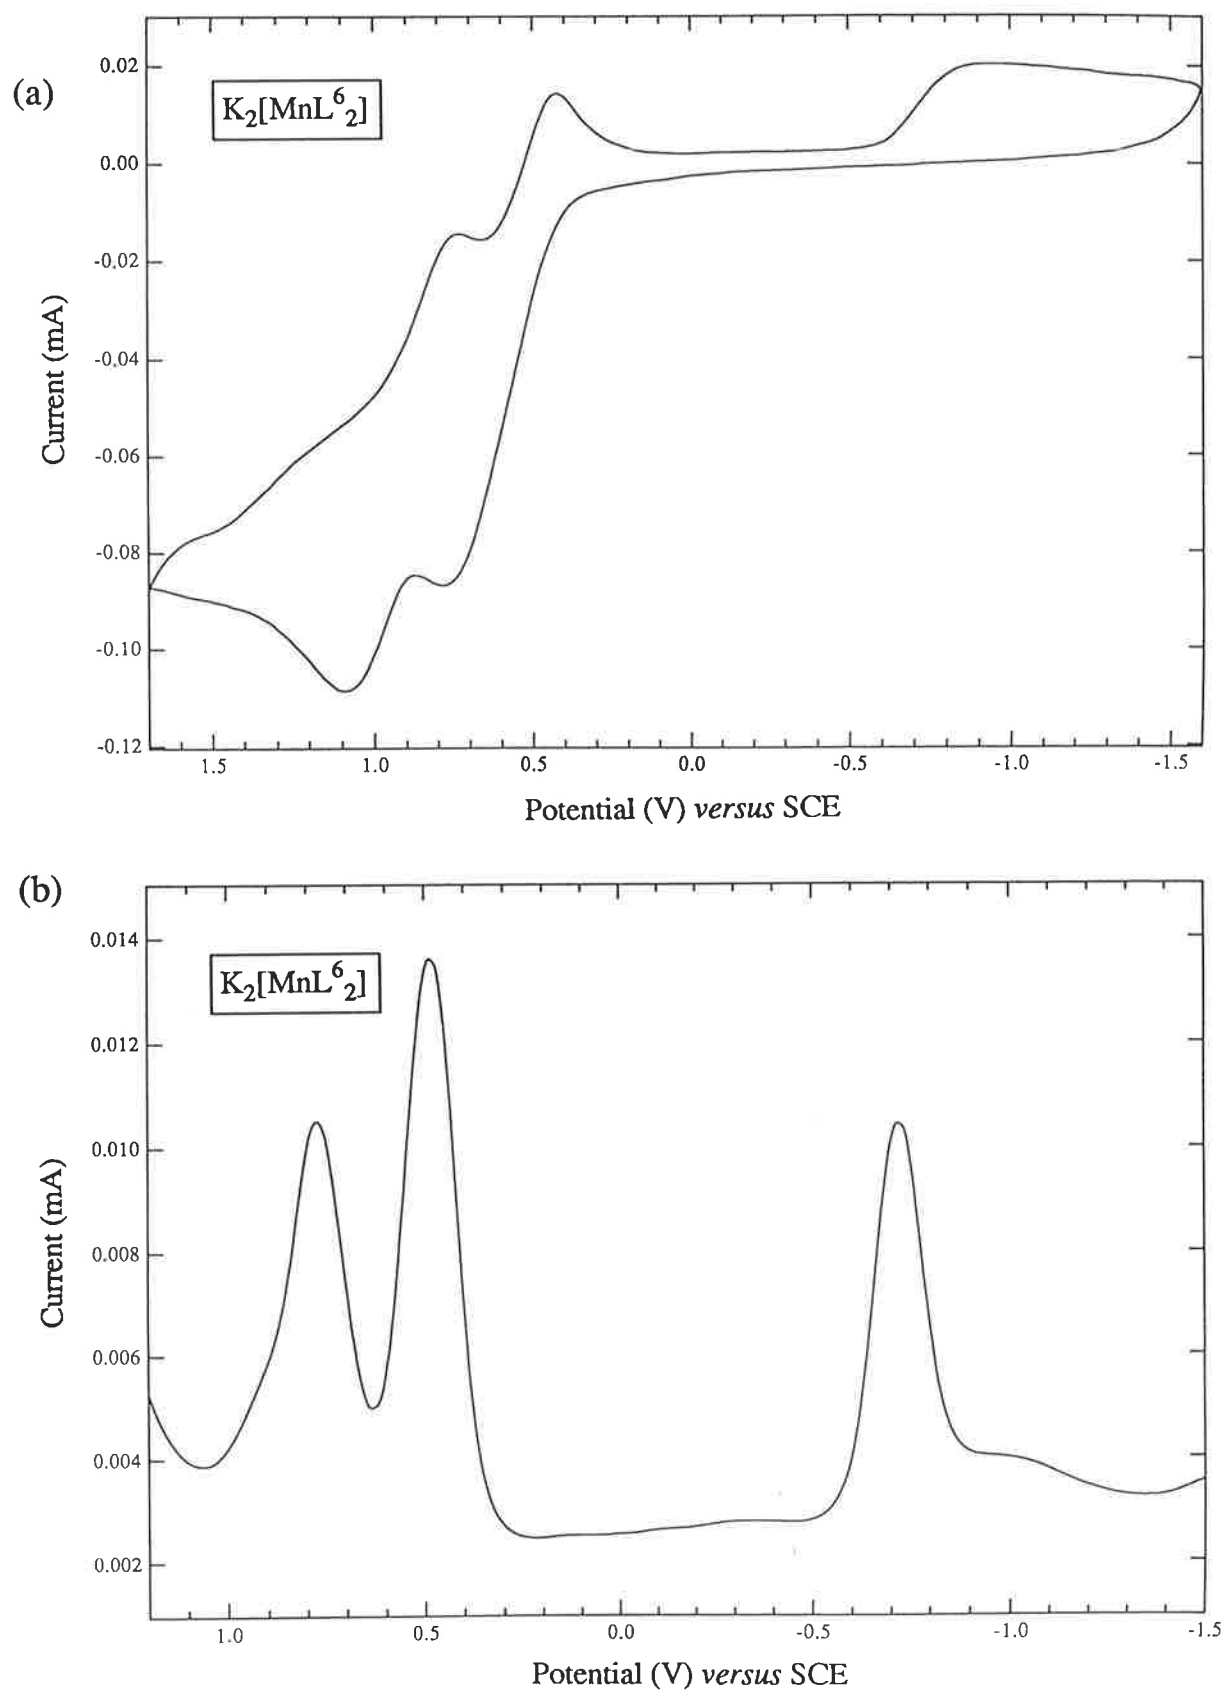 (a)
K₂[MnL⁶₂]
0.02
0.00
-0.02
-0.04
-0.06
-0.08
-0.10
-0.12
Current (mA)
1.5 1.0 0.5 0.0 -0.5 -1.0 -1.5
Potential (V) versus SCE
(b)
K₂[MnL⁶₂]
0.014
0.012
0.010
0.008
0.006
0.004
0.002
Current (mA)
1.0 0.5 0.0 -0.5 -1.0 -1.5
Potential (V) versus SCE